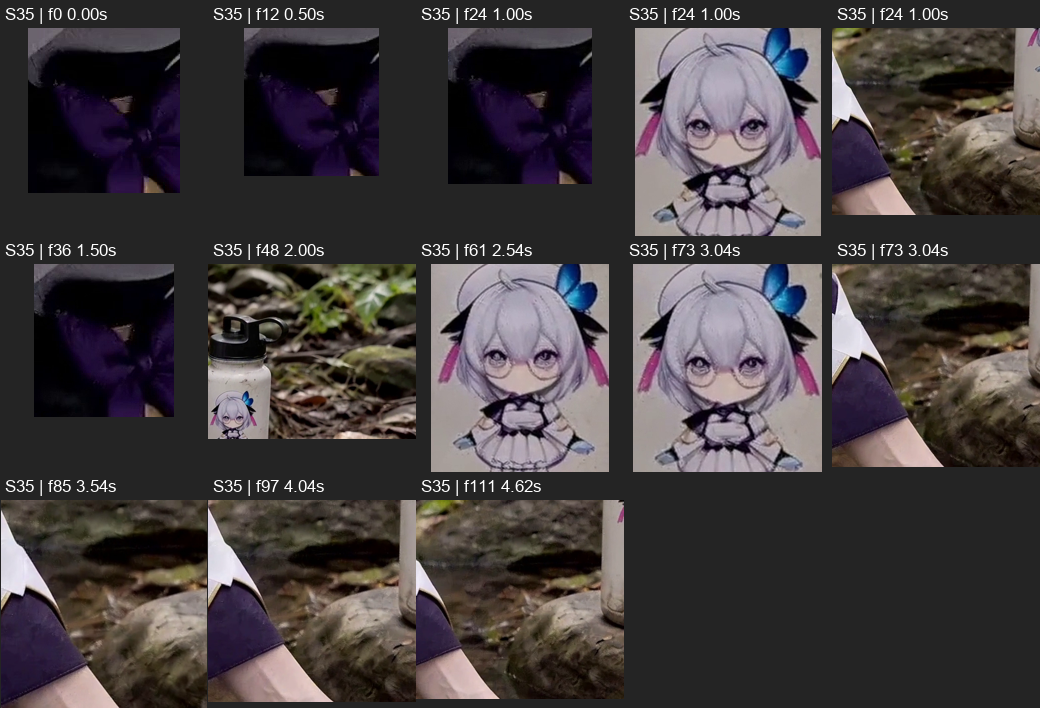 S35 | f0 0.00s
S35 | f12 0.50s
S35 | f24 1.00s
S35 | f24 1.00s
S35 | f24 1.00s
S35 | f36 1.50s
S35 | f48 2.00s
S35 | f61 2.54s
S35 | f73 3.04s
S35 | f73 3.04s
S35 | f85 3.54s
S35 | f97 4.04s
S35 | f111 4.62s